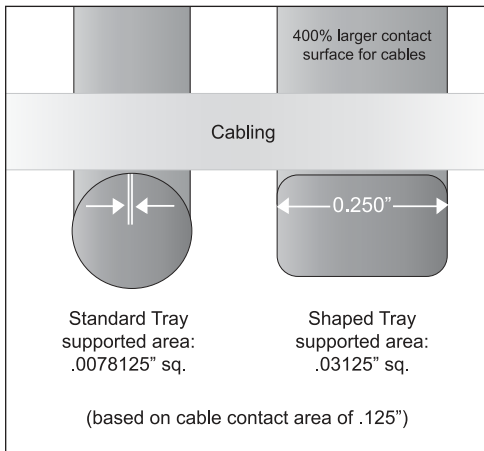 400% larger contact
surface for cables
Cabling
0.250”
Standard Tray
supported area:
.0078125” sq.
Shaped Tray
supported area:
.03125” sq.
(based on cable contact area of .125”)